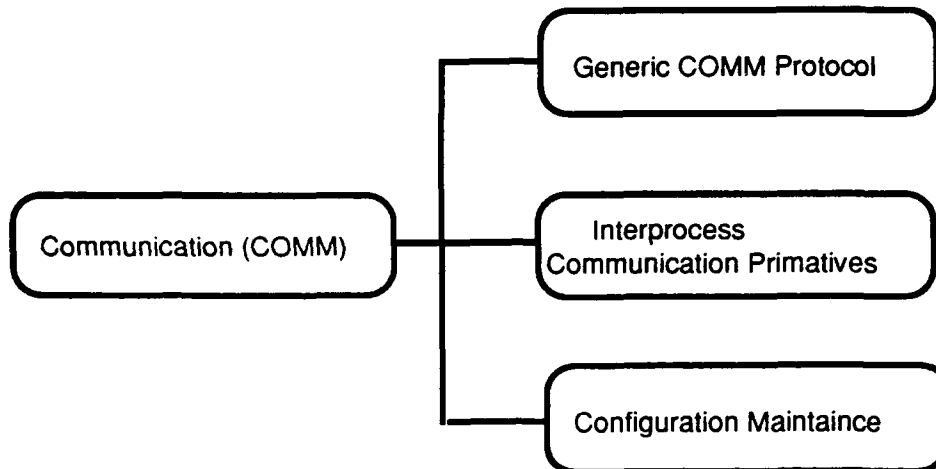 Generic COMM Protocol
Communication (COMM)
Interprocess
Communication Primatives
Configuration Maintaince